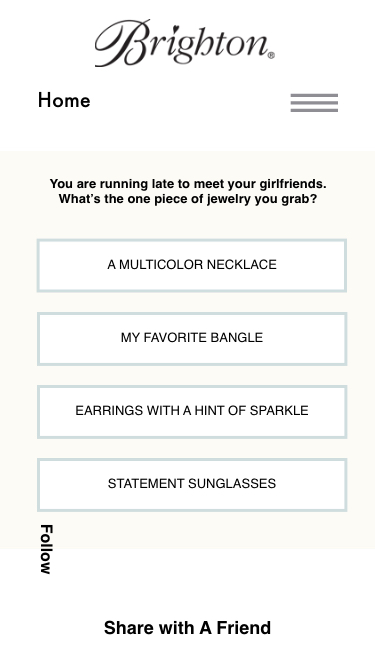 Brighton®
Home
You are running late to meet your girlfriends.
What's the one piece of jewelry you grab?
A MULTICOLOR NECKLACE
MY FAVORITE BANGLE
EARRINGS WITH A HINT OF SPARKLE
STATEMENT SUNGLASSES
Follow
Share with A Friend